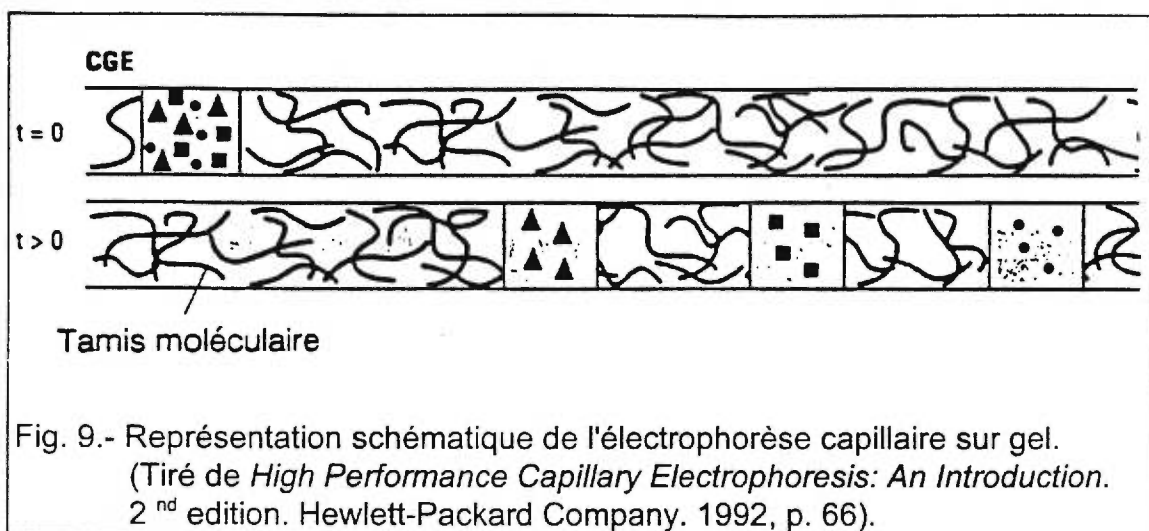 CGE
t = 0
t > 0
Tamis moléculaire
Fig. 9.- Représentation schématique de l'électrophorèse capillaire sur gel.
(Tiré de High Performance Capillary Electrophoresis: An Introduction.
2 nd edition. Hewlett-Packard Company. 1992, p. 66).